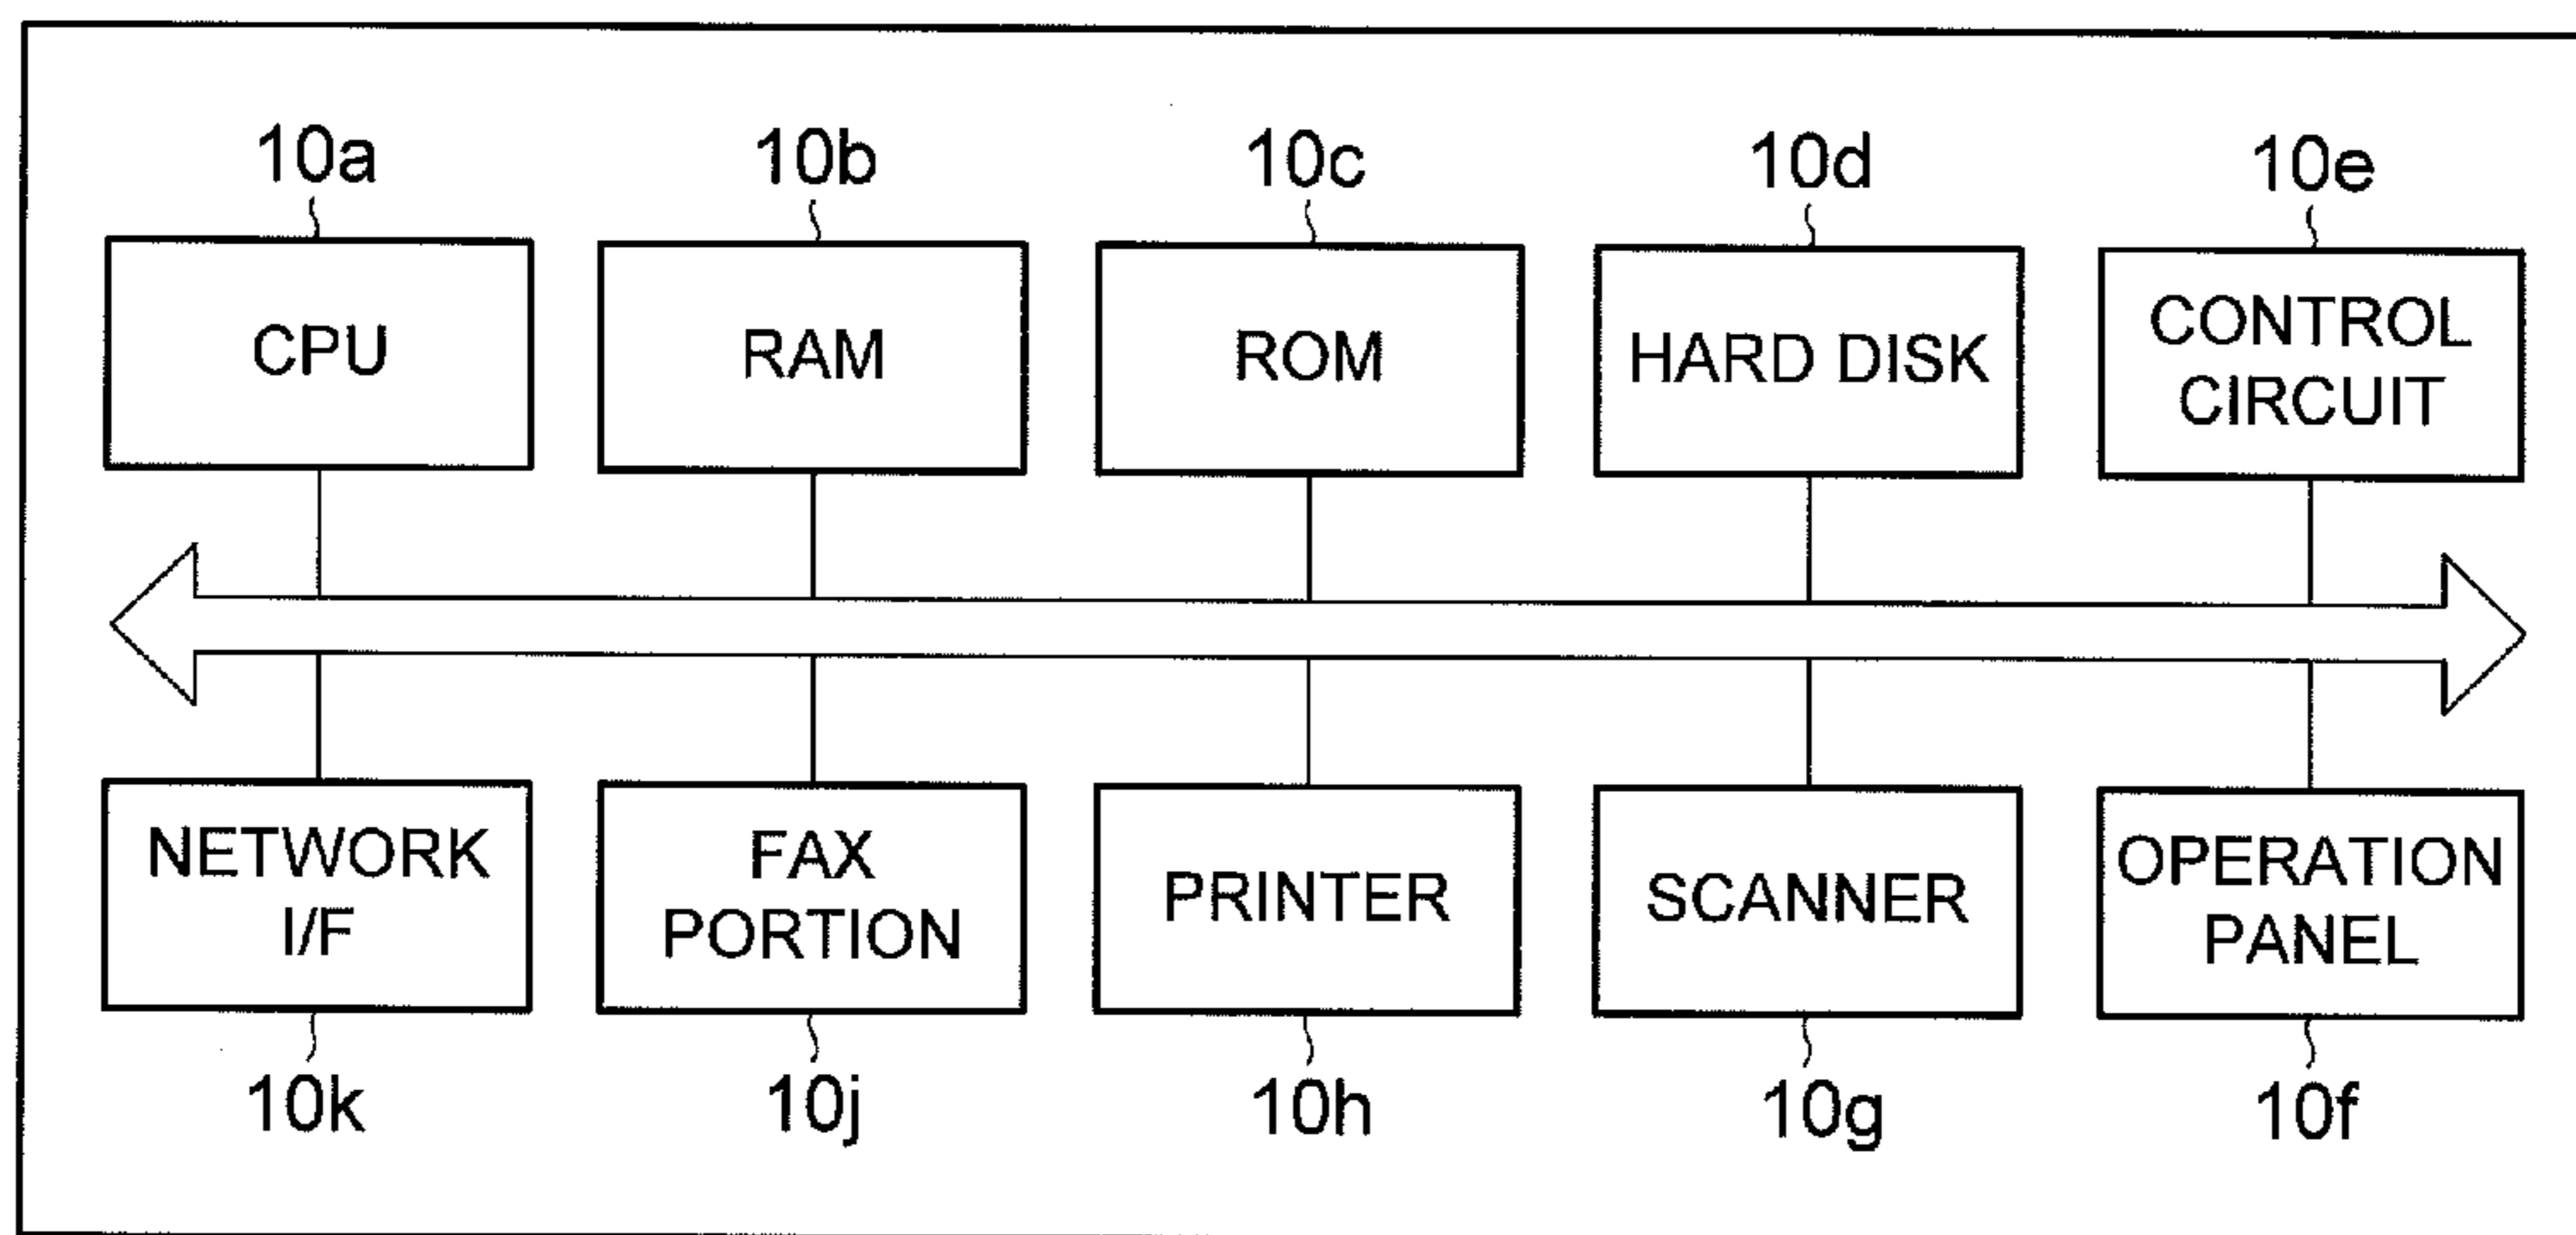 10a 10b 10c 10d 10e
CPU RAM ROM HARD DISK CONTROL
CIRCUIT
NETWORK FAX PRINTER SCANNER OPERATION
I/F PORTION PANEL
10k 10j 10h 10g 10f